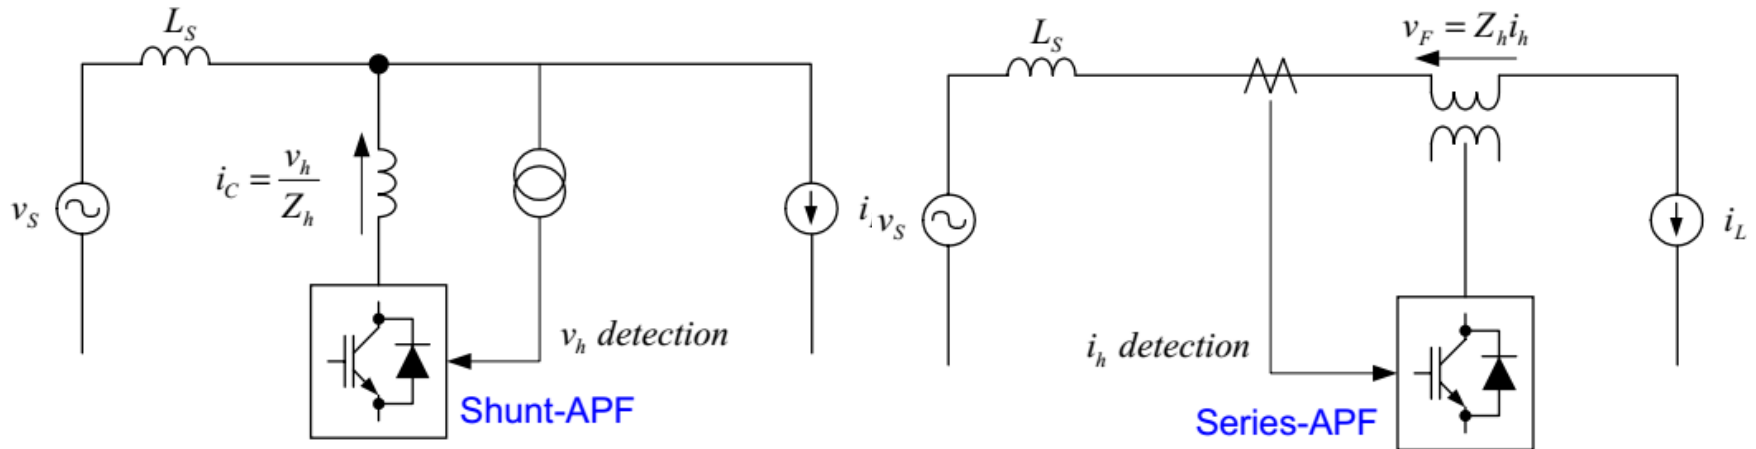 L_S
i_C = \frac{v_h}{Z_h}
v_S
v_h detection
Shunt-APF
v_F = Z_h i_h
L_S
v_S
i_L
i_h detection
Series-APF